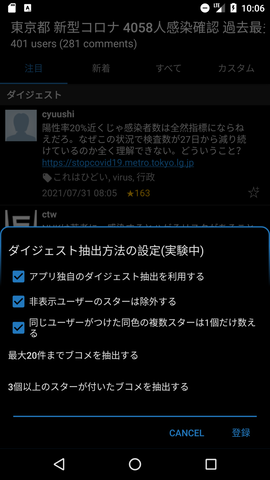 10:06
東京都 新型コロナ 4058人感染確認 過去最
401 users (281 comments)
注目 新着 すべて カスタム
ダイジェスト
cyuushi
陽性率20%近くじゃ感染者数は全然指標にならね
えだろ。なぜこの状況で検査数が27日から減り続
けているのか全く理解できない。どういうこと?
https://stopcovid19.metro.tokyo.lg.jp
これはひどい, virus, 行政
2021/07/31 08:05 ★163
ctw
ダイジェスト抽出方法の設定(実験中)
アプリ独自のダイジェスト抽出を利用する
非表示ユーザーのスターは除外する
同じユーザーがつけた同色の複数スターは1個だけ数え
る
最大20件までブコメを抽出する
3個以上のスターが付いたブコメを抽出する
CANCEL 登録